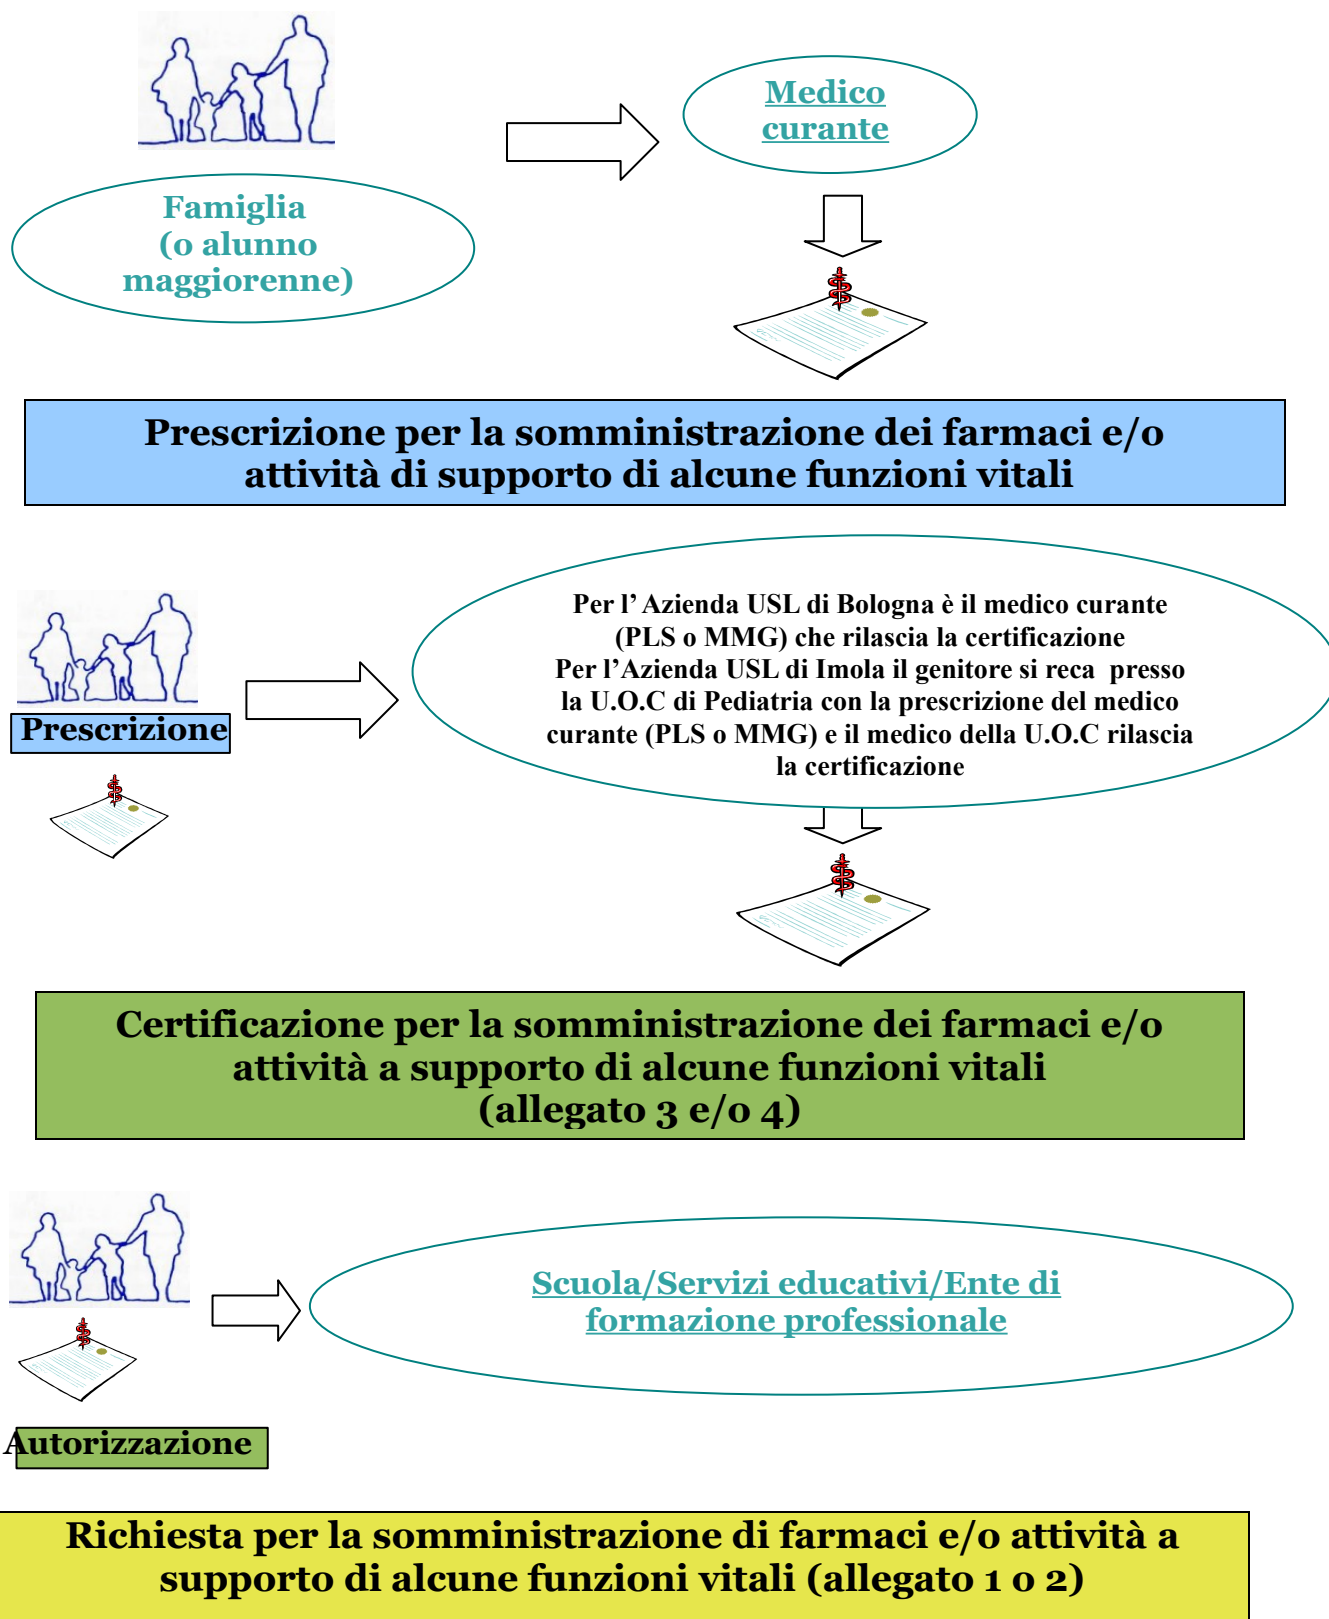 Medico
curante
Famiglia
(o alunno
maggiorenne)
Prescrizione per la somministrazione dei farmaci e/o
attività di supporto di alcune funzioni vitali
Per l’ Azienda USL di Bologna è il medico curante
(PLS o MMG) che rilascia la certificazione
Per l’Azienda USL di Imola il genitore si reca presso
la U.O.C di Pediatria con la prescrizione del medico
curante (PLS o MMG) e il medico della U.O.C rilascia
la certificazione
Prescrizione
Certificazione per la somministrazione dei farmaci e/o
attività a supporto di alcune funzioni vitali
(allegato 3 e/o 4)
Scuola/Servizi educativi/Ente di
formazione professionale
Autorizzazione
Richiesta per la somministrazione di farmaci e/o attività a
supporto di alcune funzioni vitali (allegato 1 o 2)